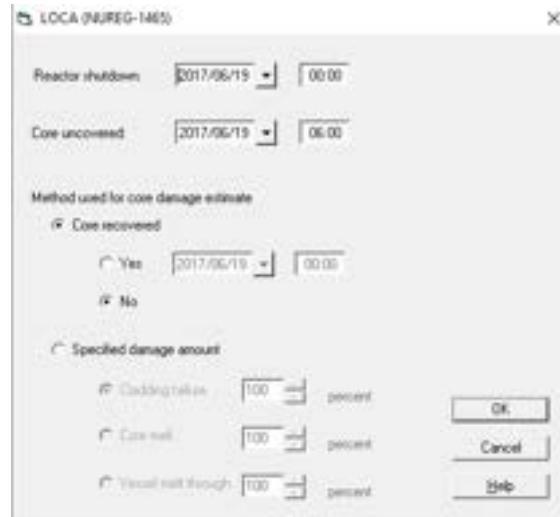 LOCA (NUREG-1465)
Reactor shutdown 2017/06/19 00:00
Core uncovered 2017/06/19 06:00
Method used for core damage estimate
Core recovered
Yes 2017/06/19 00:00
No
Specified damage amount
Cladding failure 100 percent
Core melt 100 percent
Vessel melt through 100 percent
OK
Cancel
Help